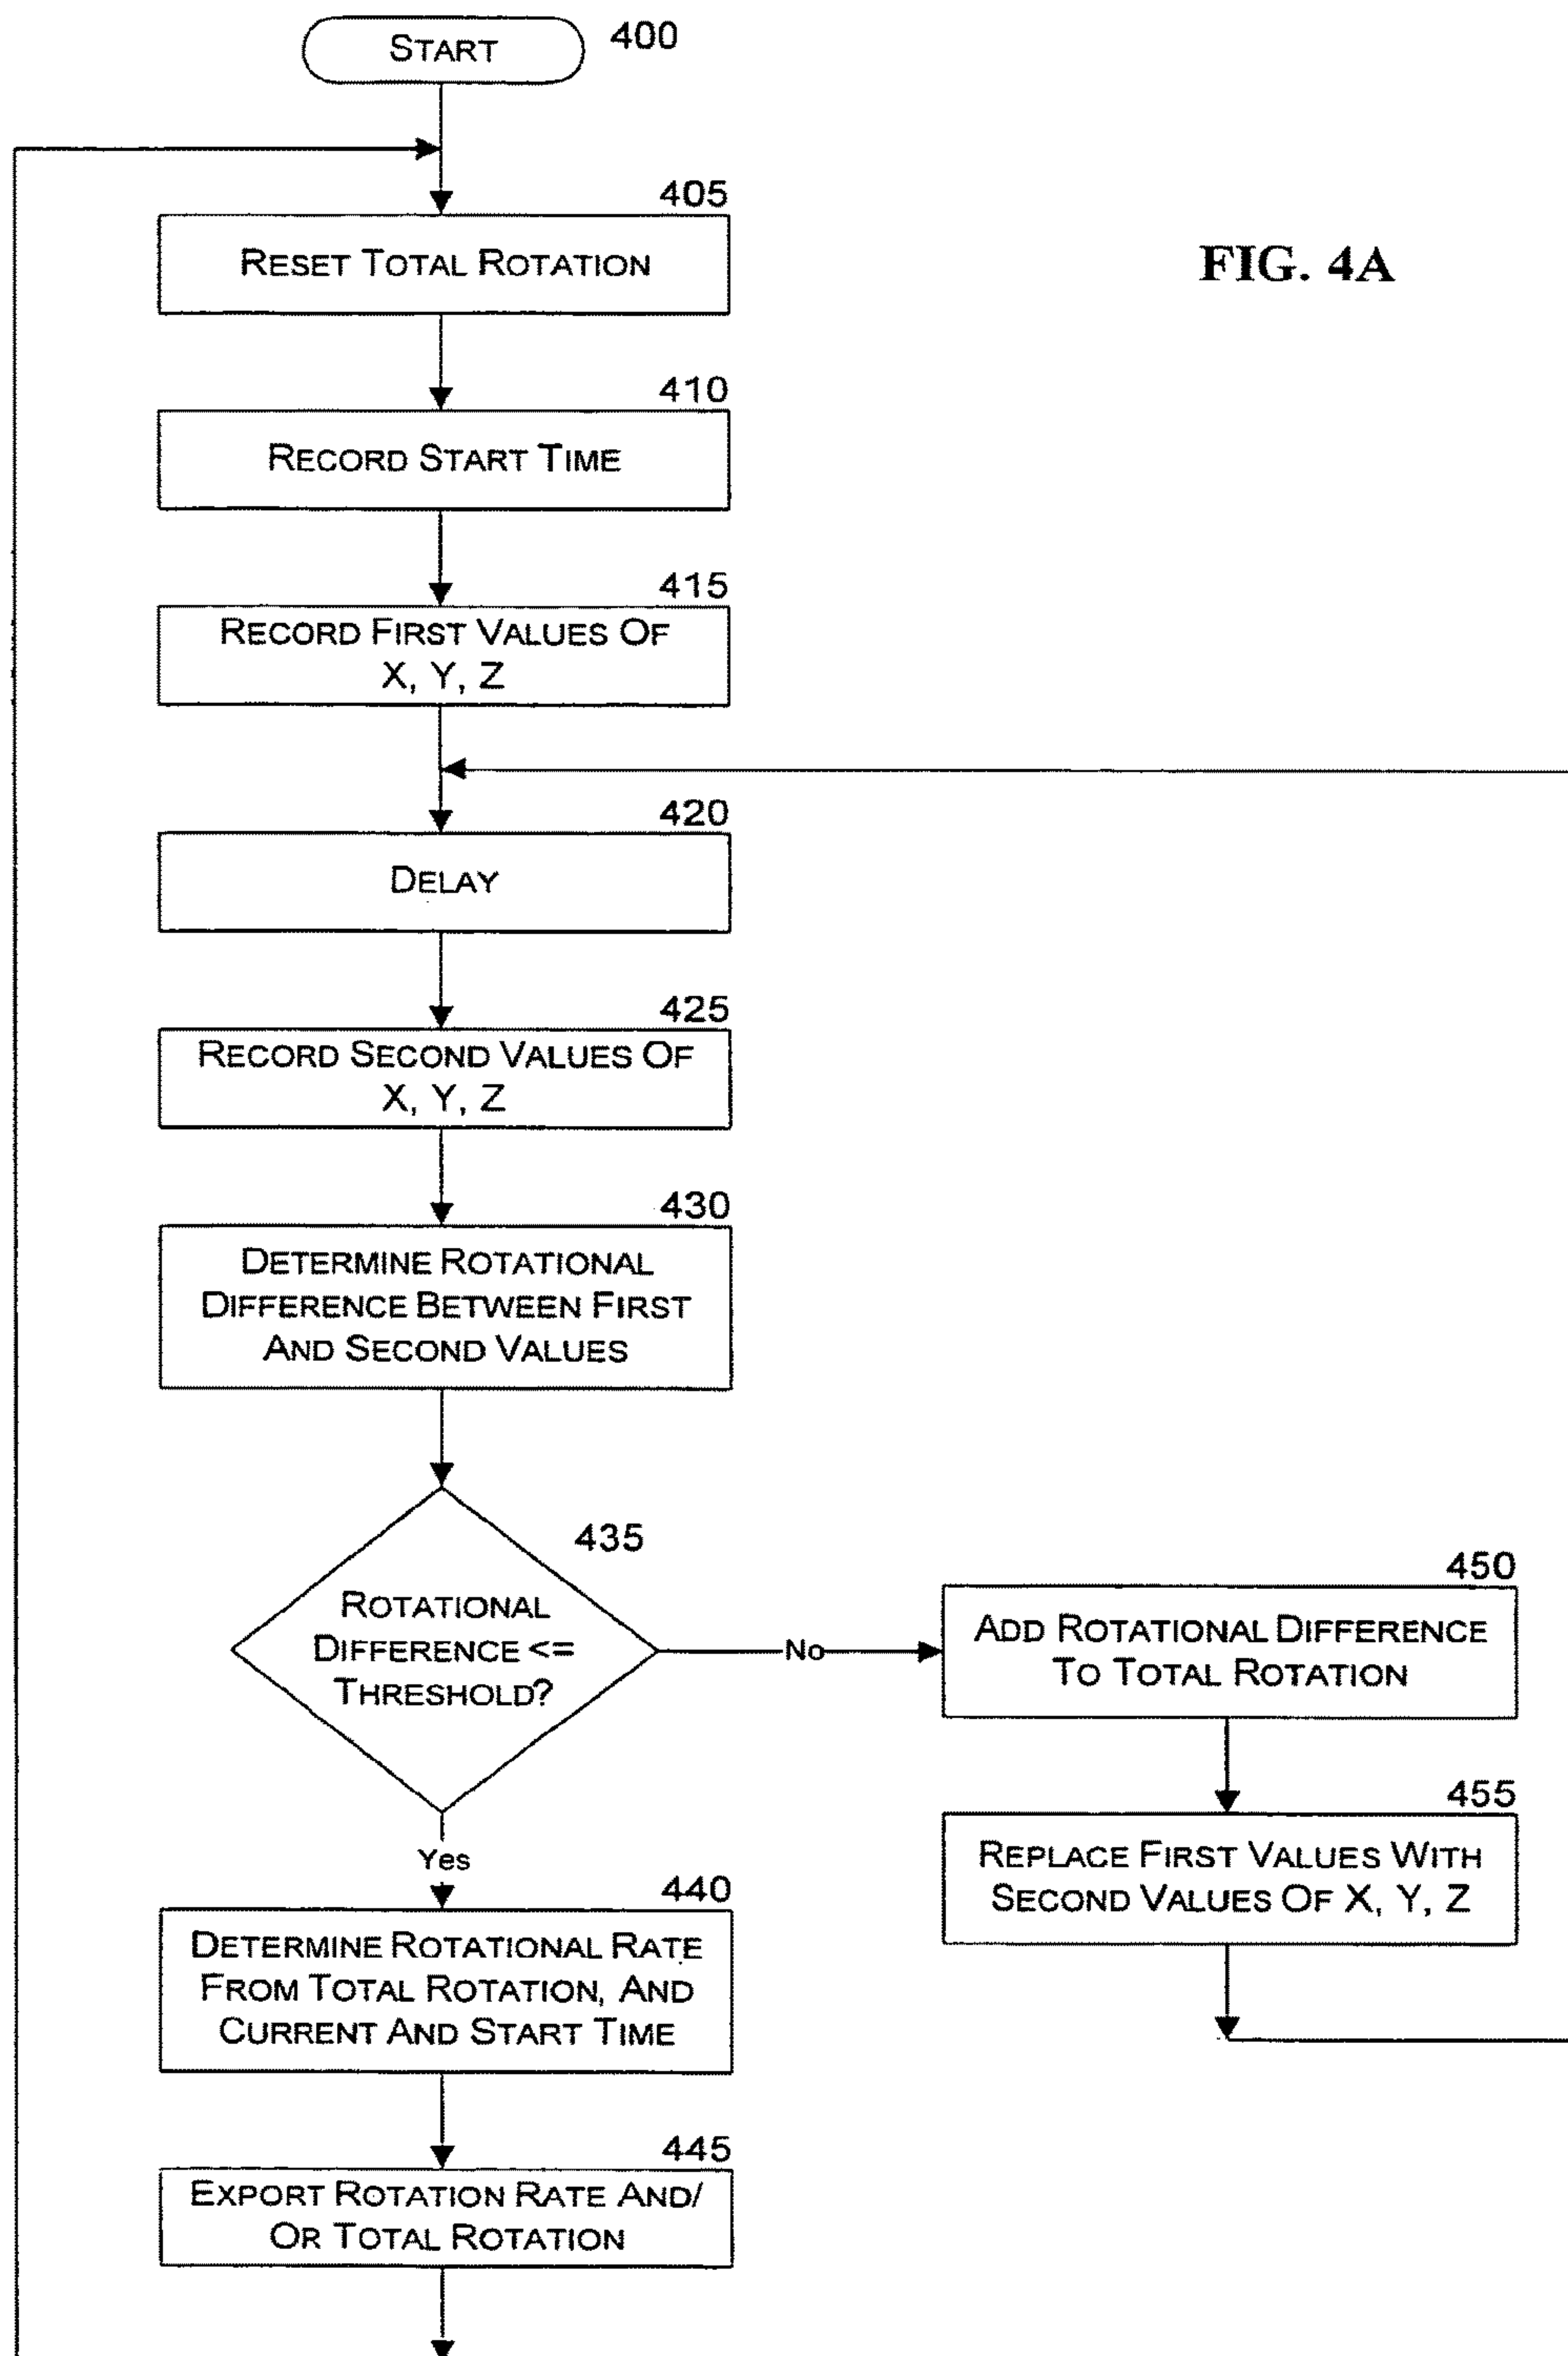 START
400
405
RESET TOTAL ROTATION
FIG. 4A
410
RECORD START TIME
415
RECORD FIRST VALUES OF
X, Y, Z
420
DELAY
425
RECORD SECOND VALUES OF
X, Y, Z
430
DETERMINE ROTATIONAL
DIFFERENCE BETWEEN FIRST
AND SECOND VALUES
435
ROTATIONAL
DIFFERENCE <=
THRESHOLD?
No
450
ADD ROTATIONAL DIFFERENCE
TO TOTAL ROTATION
455
REPLACE FIRST VALUES WITH
SECOND VALUES OF X, Y, Z
Yes
440
DETERMINE ROTATIONAL RATE
FROM TOTAL ROTATION, AND
CURRENT AND START TIME
445
EXPORT ROTATION RATE AND/
OR TOTAL ROTATION